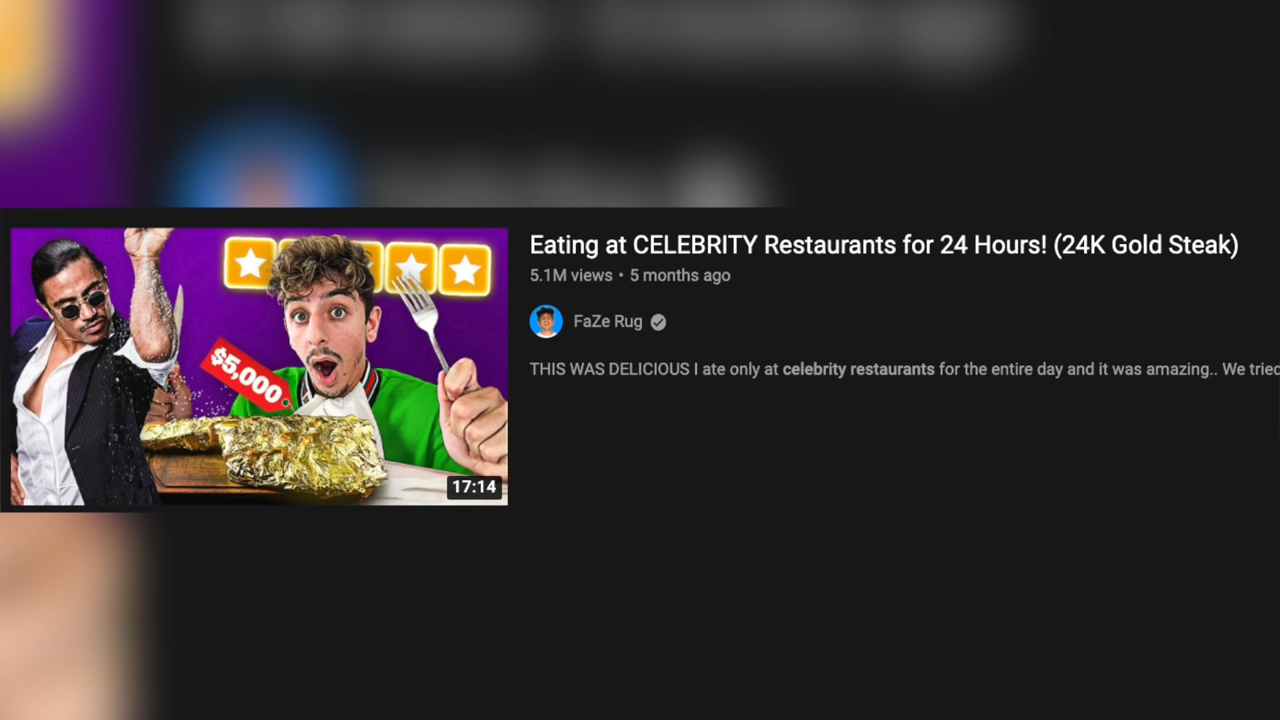 Eating at CELEBRITY Restaurants for 24 Hours! (24K Gold Steak)
5.1M views • 5 months ago
FaZe Rug
THIS WAS DELICIOUS I ate only at celebrity restaurants for the entire day and it was amazing.. We tried
$5,000
17:14